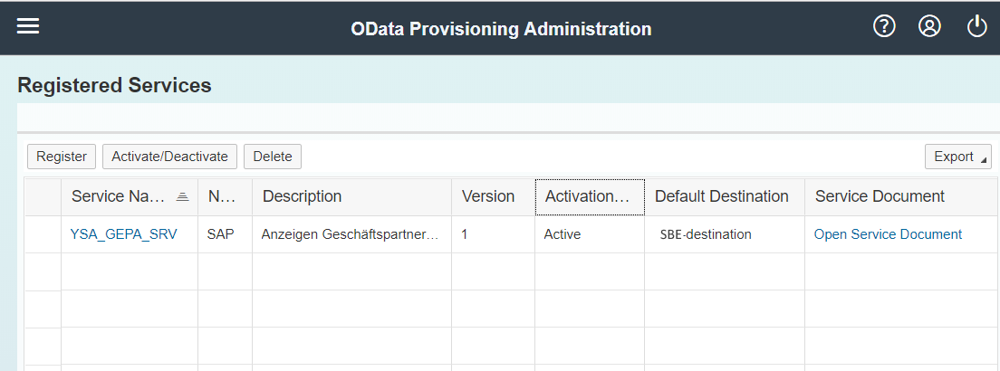 OData Provisioning Administration
Registered Services
Register Activate/Deactivate Delete Export
Service Na... N... Description Version Activation... Default Destination Service Document
YSA_GEPA_SRV SAP Anzeigen Geschäftspartner... 1 Active SBE-destination Open Service Document